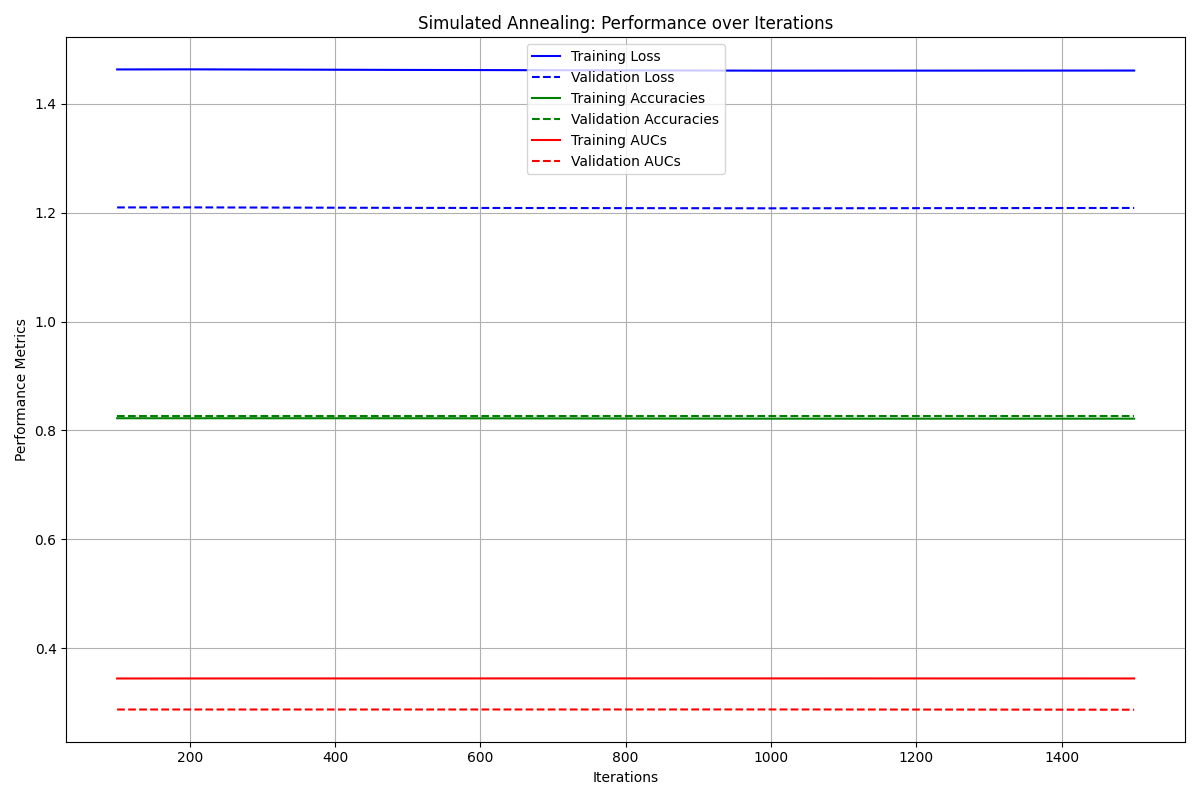 Simulated Annealing: Performance over Iterations
Training Loss
Validation Loss
Training Accuracies
Validation Accuracies
Training AUCs
Validation AUCs
Performance Metrics
1.4
1.2
1.0
0.8
0.6
0.4
200
400
600
800
1000
1200
1400
Iterations